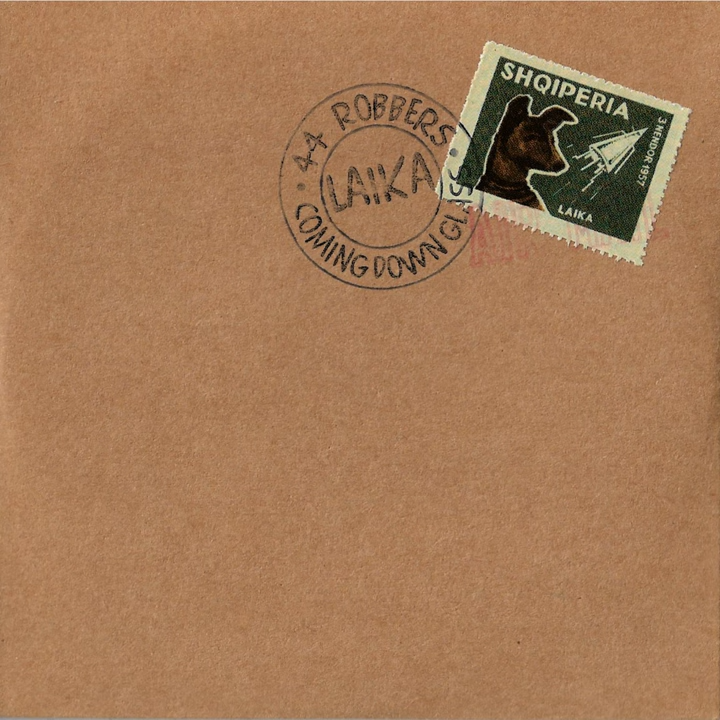 44 ROBBERS
LAIKA
COMING DOWN GLASS
SHQIPERIA
3 NENDOR 1957
LAIKA